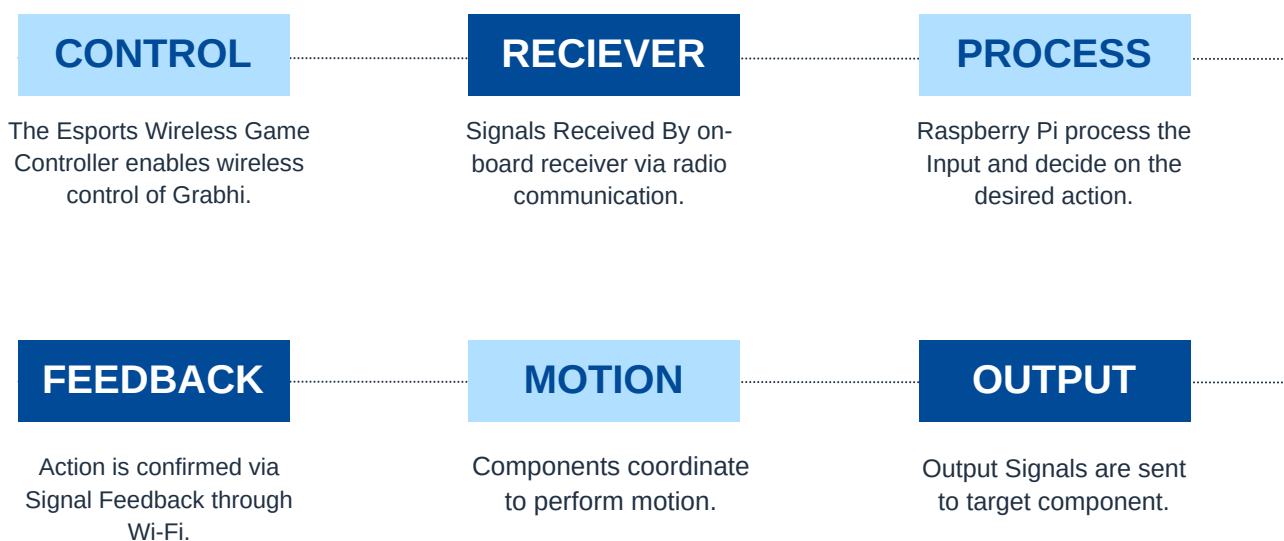 CONTROL
The Esports Wireless Game
Controller enables wireless
control of Grabhi.
RECIEVER
Signals Received By on-
board receiver via radio
communication.
PROCESS
Raspberry Pi process the
Input and decide on the
desired action.
FEEDBACK
Action is confirmed via
Signal Feedback through
Wi-Fi.
MOTION
Components coordinate
to perform motion.
OUTPUT
Output Signals are sent
to target component.